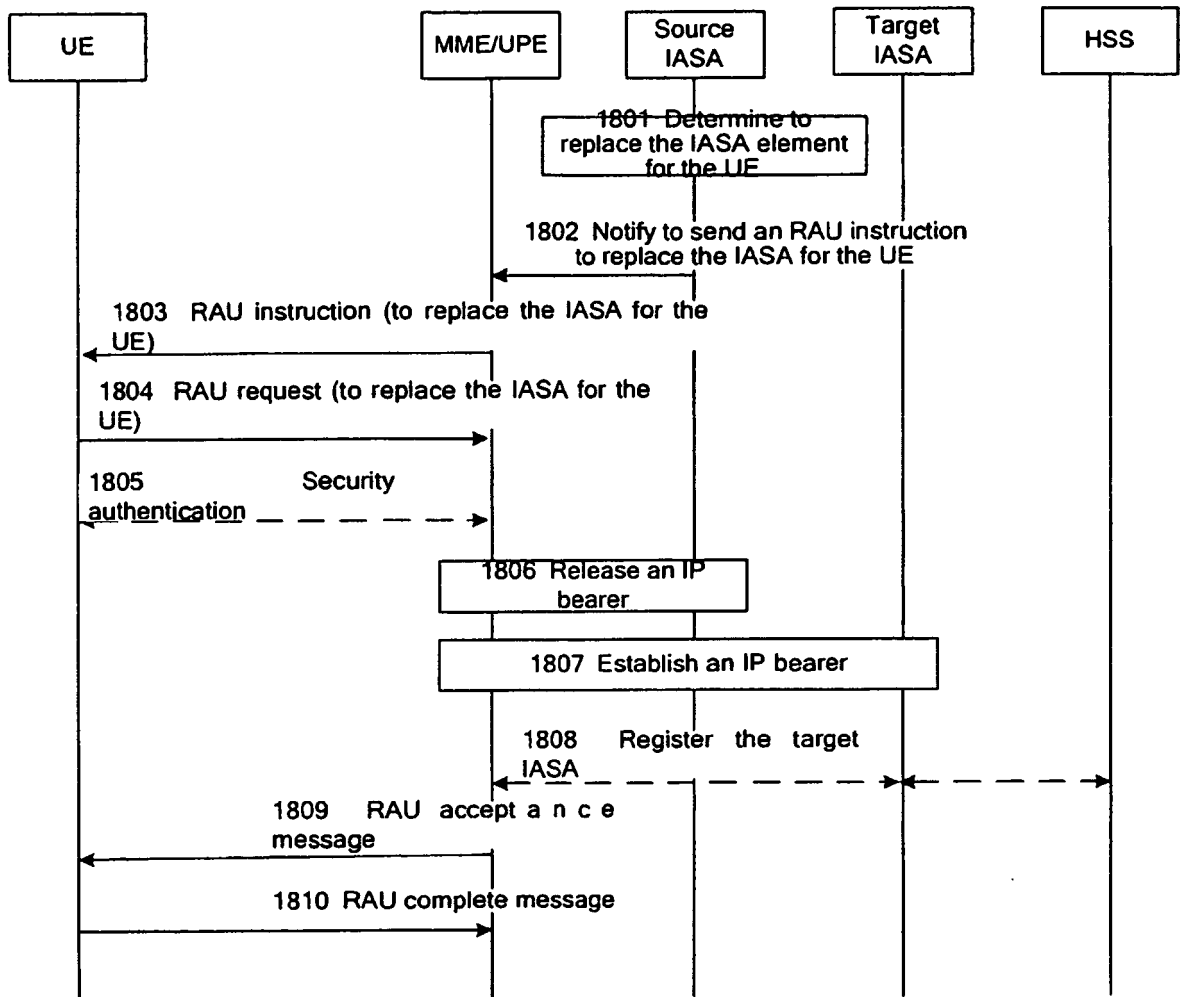 UE
MME/UPE
Source
IASA
Target
IASA
HSS
1801 Determine to
replace the IASA element
for the UE
1802 Notify to send an RAU instruction
to replace the IASA for the UE
1803 RAU instruction (to replace the IASA for the
UE)
1804 RAU request (to replace the IASA for the
UE)
1805 Security
authentication
1806 Release an IP
bearer
1807 Establish an IP bearer
1808 Register the target
IASA
1809 RAU accept a n c e
message
1810 RAU complete message